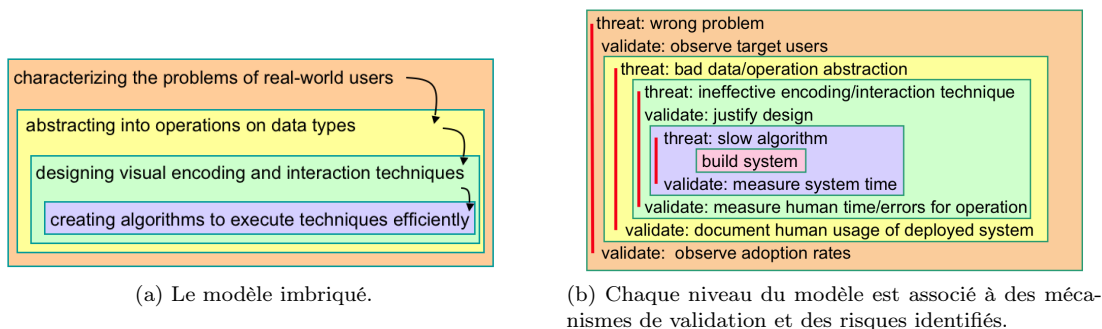 characterizing the problems of real-world users
abstracting into operations on data types
designing visual encoding and interaction techniques
creating algorithms to execute techniques efficiently
(a) Le modèle imbriqué.
threat: wrong problem
validate: observe target users
threat: bad data/operation abstraction
threat: ineffective encoding/interaction technique
validate: justify design
threat: slow algorithm
build system
validate: measure system time
validate: measure human time/errors for operation
validate: document human usage of deployed system
validate: observe adoption rates
(b) Chaque niveau du modèle est associé à des méca-
nismes de validation et des risques identifiés.